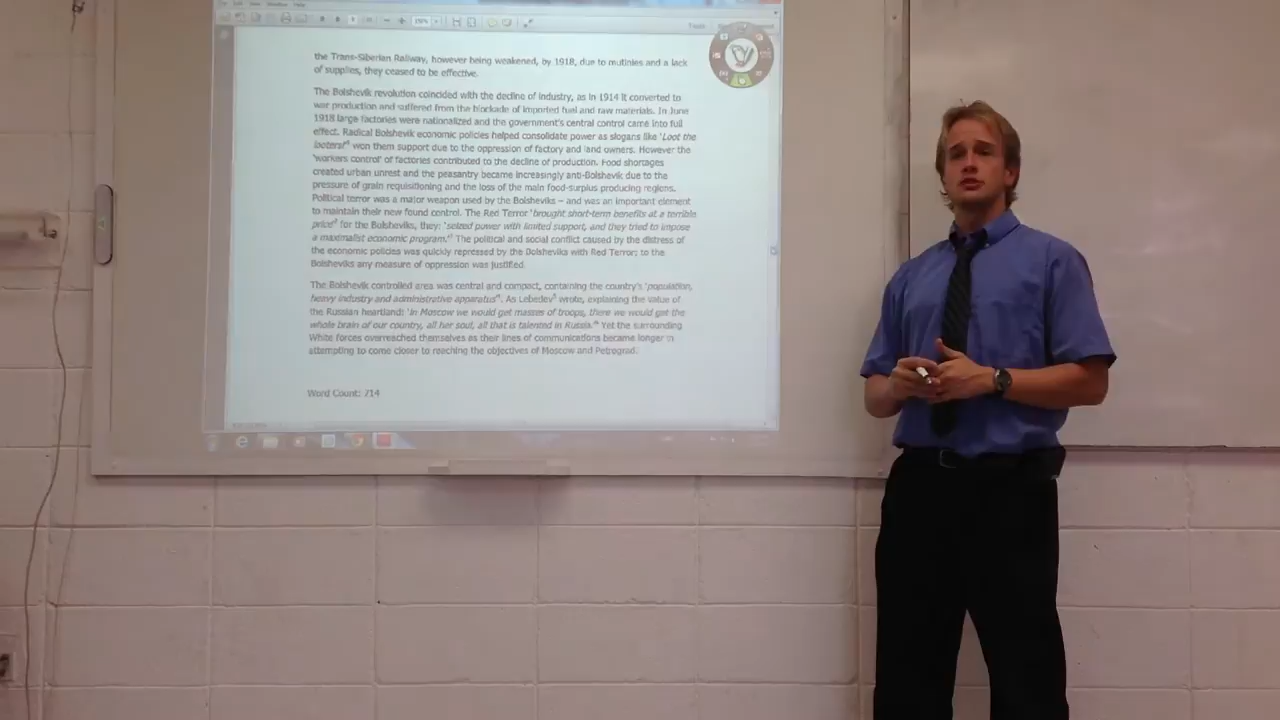 150%
Tools
the Trans-Siberian Railway, however being weakened, by 1918, due to mutinies and a lack
of supplies, they ceased to be effective.
The Bolshevik revolution coincided with the decline of industry, as in 1914 it converted to
war production and suffered from the blockade of imported fuel and raw materials. In June
1918 large factories were nationalized and the government's central control came into full
effect. Radical Bolshevik economic policies helped consolidate power as slogans like 'Loot the
looters!' won them support due to the oppression of factory and land owners. However the
'workers control' of factories contributed to the decline of production. Food shortages
created urban unrest and the peasantry became increasingly anti-Bolshevik due to the
pressure of grain requisitioning and the loss of the main food-surplus producing regions.
Political terror was a major weapon used by the Bolsheviks – and was an important element
to maintain their new found control. The Red Terror 'brought short-term benefits at a terrible
price' for the Bolsheviks, they: 'seized power with limited support, and they tried to impose
a maximalist economic program.' The political and social conflict caused by the distress of
the economic policies was quickly repressed by the Bolsheviks with Red Terror; to the
Bolsheviks any measure of oppression was justified.
The Bolshevik controlled area was central and compact, containing the country's 'population,
heavy industry and administrative apparatus'. As Lebedev wrote, explaining the value of
the Russian heartland: 'In Moscow we would get masses of troops, there we would get the
whole brain of our country, all her soul, all that is talented in Russia.' Yet the surrounding
White forces overreached themselves as their lines of communications became longer in
attempting to come closer to reaching the objectives of Moscow and Petrograd.
Word Count: 714